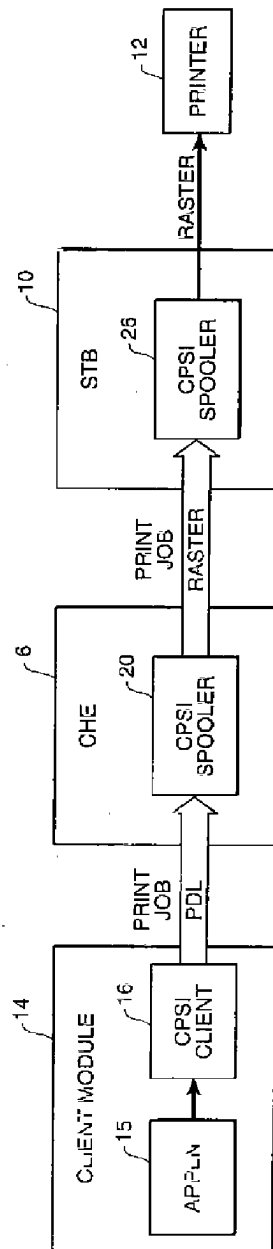 CLIENT MODULE
14
15
APPLN
16
CPSI
CLIENT
PRINT
JOB
PDL
CHE
6
20
CPSI
SPOOLER
PRINT JOB
RASTER
STB
10
26
CPSI
SPOOLER
RASTER
12
PRINTER